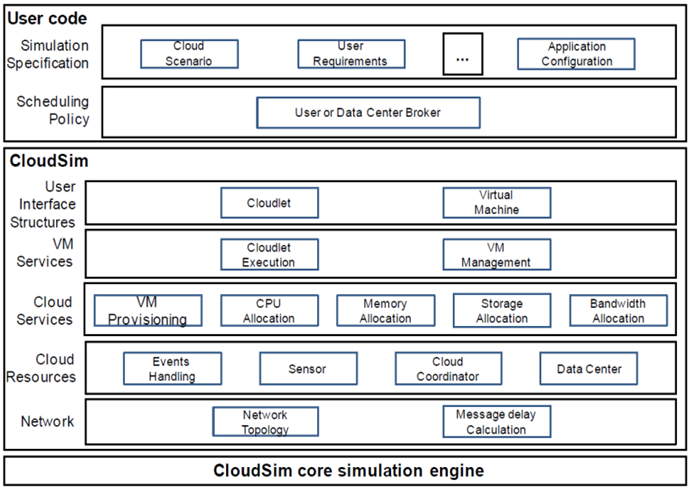 User code
Simulation
Specification
Cloud
Scenario
User
Requirements
...
Application
Configuration
Scheduling
Policy
User or Data Center Broker
CloudSim
User
Interface
Structures
Cloudlet
Virtual
Machine
VM
Services
Cloudlet
Execution
VM
Management
Cloud
Services
VM
Provisioning
CPU
Allocation
Memory
Allocation
Storage
Allocation
Bandwidth
Allocation
Cloud
Resources
Events
Handling
Sensor
Cloud
Coordinator
Data Center
Network
Network
Topology
Message delay
Calculation
CloudSim core simulation engine